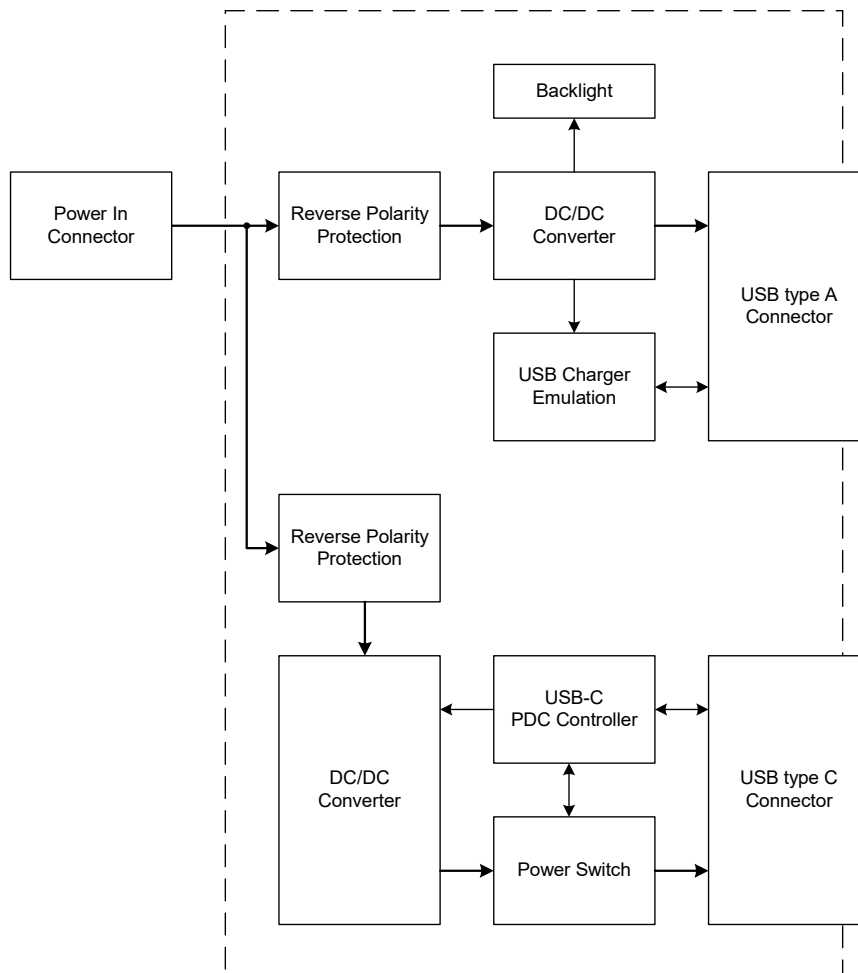 Backlight
Power In
Connector
Reverse Polarity
Protection
DC/DC
Converter
USB type A
Connector
USB Charger
Emulation
Reverse Polarity
Protection
DC/DC
Converter
USB-C
PDC Controller
USB type C
Connector
Power Switch